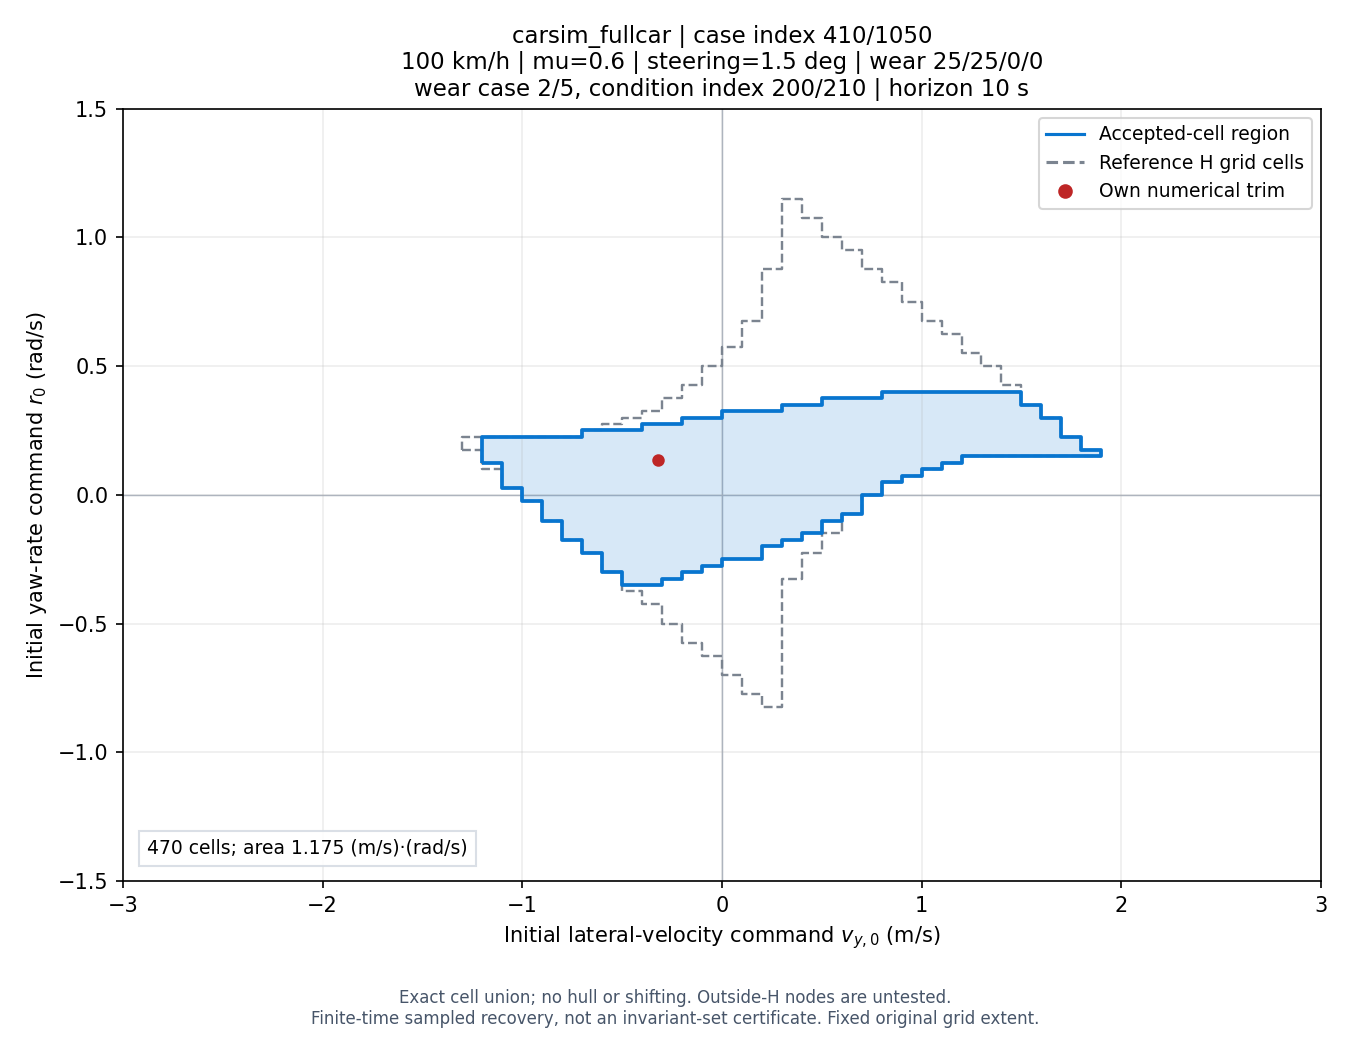 carsim_fullcar | case index 410/1050
100 km/h | mu=0.6 | steering=1.5 deg | wear 25/25/0/0
wear case 2/5, condition index 200/210 | horizon 10 s
Accepted-cell region
Reference H grid cells
Own numerical trim
1.5
1.0
0.5
0.0
−0.5
−1.0
−1.5
Initial yaw-rate command r0 (rad/s)
470 cells; area 1.175 (m/s)·(rad/s)
−3 −2 −1 0 1 2 3
Initial lateral-velocity command vy,0 (m/s)
Exact cell union; no hull or shifting. Outside-H nodes are untested.
Finite-time sampled recovery, not an invariant-set certificate. Fixed original grid extent.